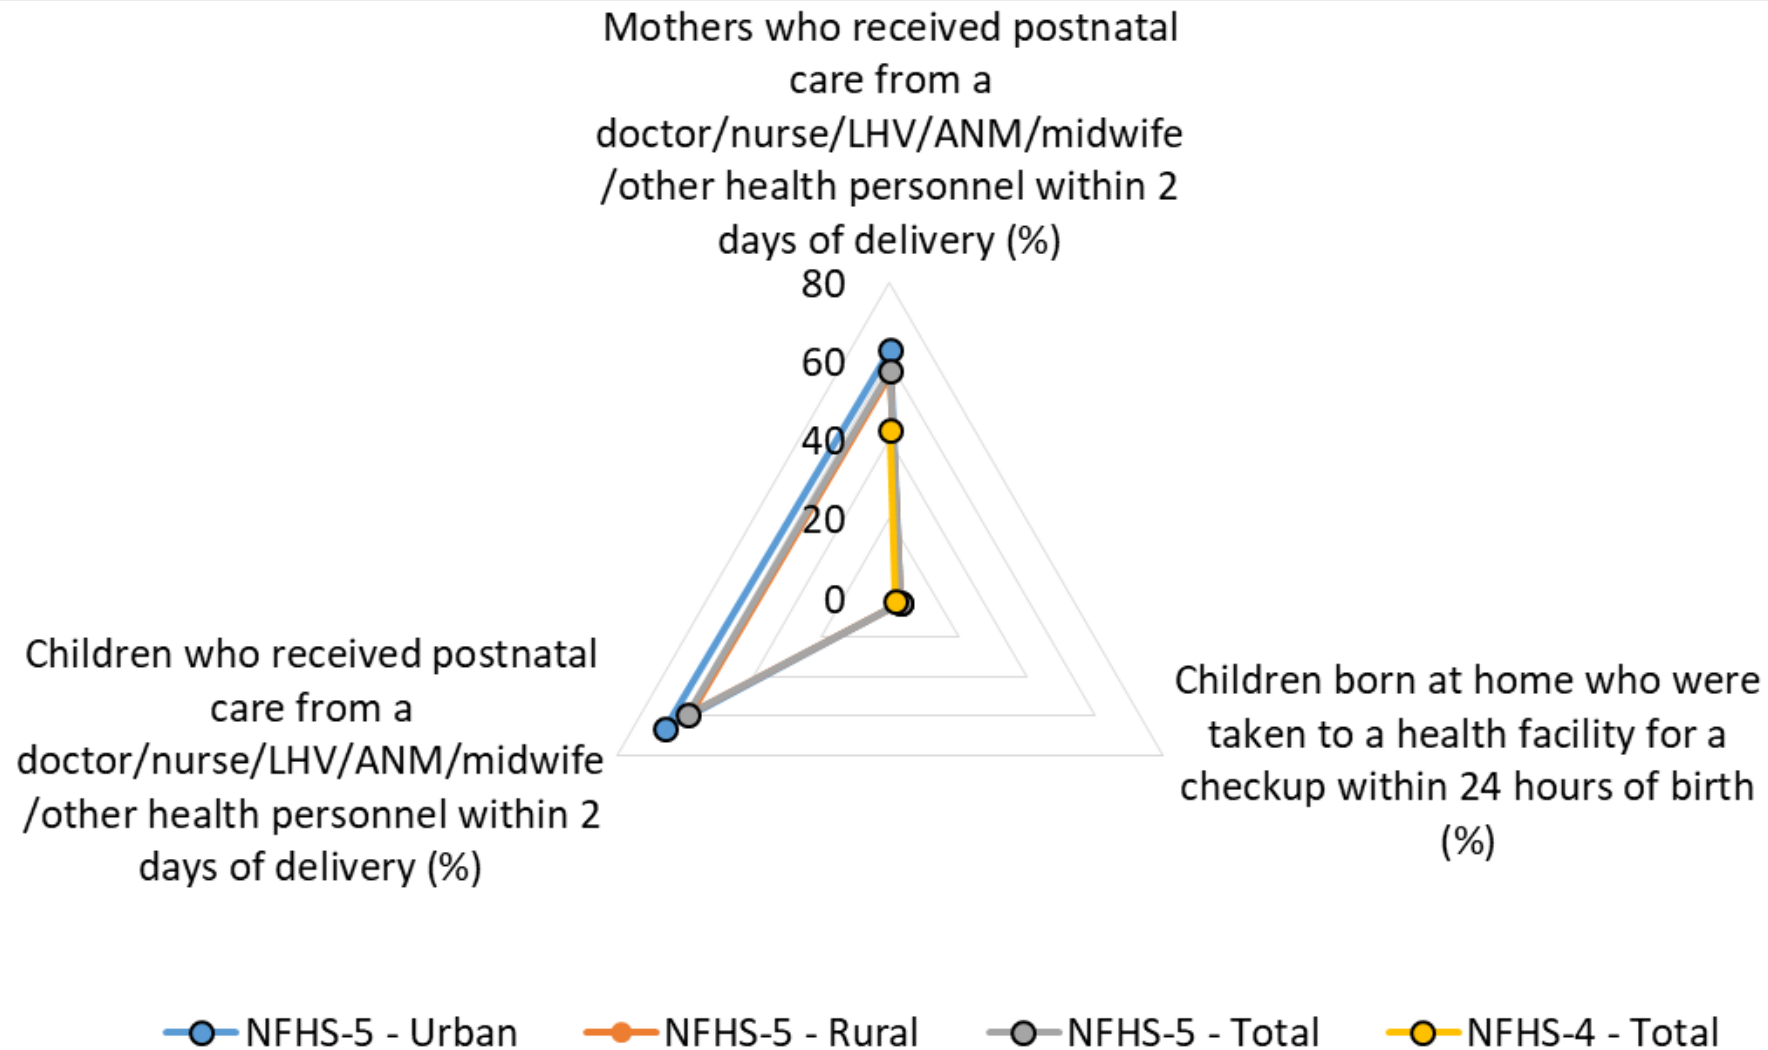 Mothers who received postnatal
care from a
doctor/nurse/LHV/ANM/midwife
/other health personnel within 2
days of delivery (%)
80
60
40
20
0
Children born at home who were
taken to a health facility for a
checkup within 24 hours of birth
(%)
Children who received postnatal
care from a
doctor/nurse/LHV/ANM/midwife
/other health personnel within 2
days of delivery (%)
NFHS-5 - Urban
NFHS-5 - Rural
NFHS-5 - Total
NFHS-4 - Total